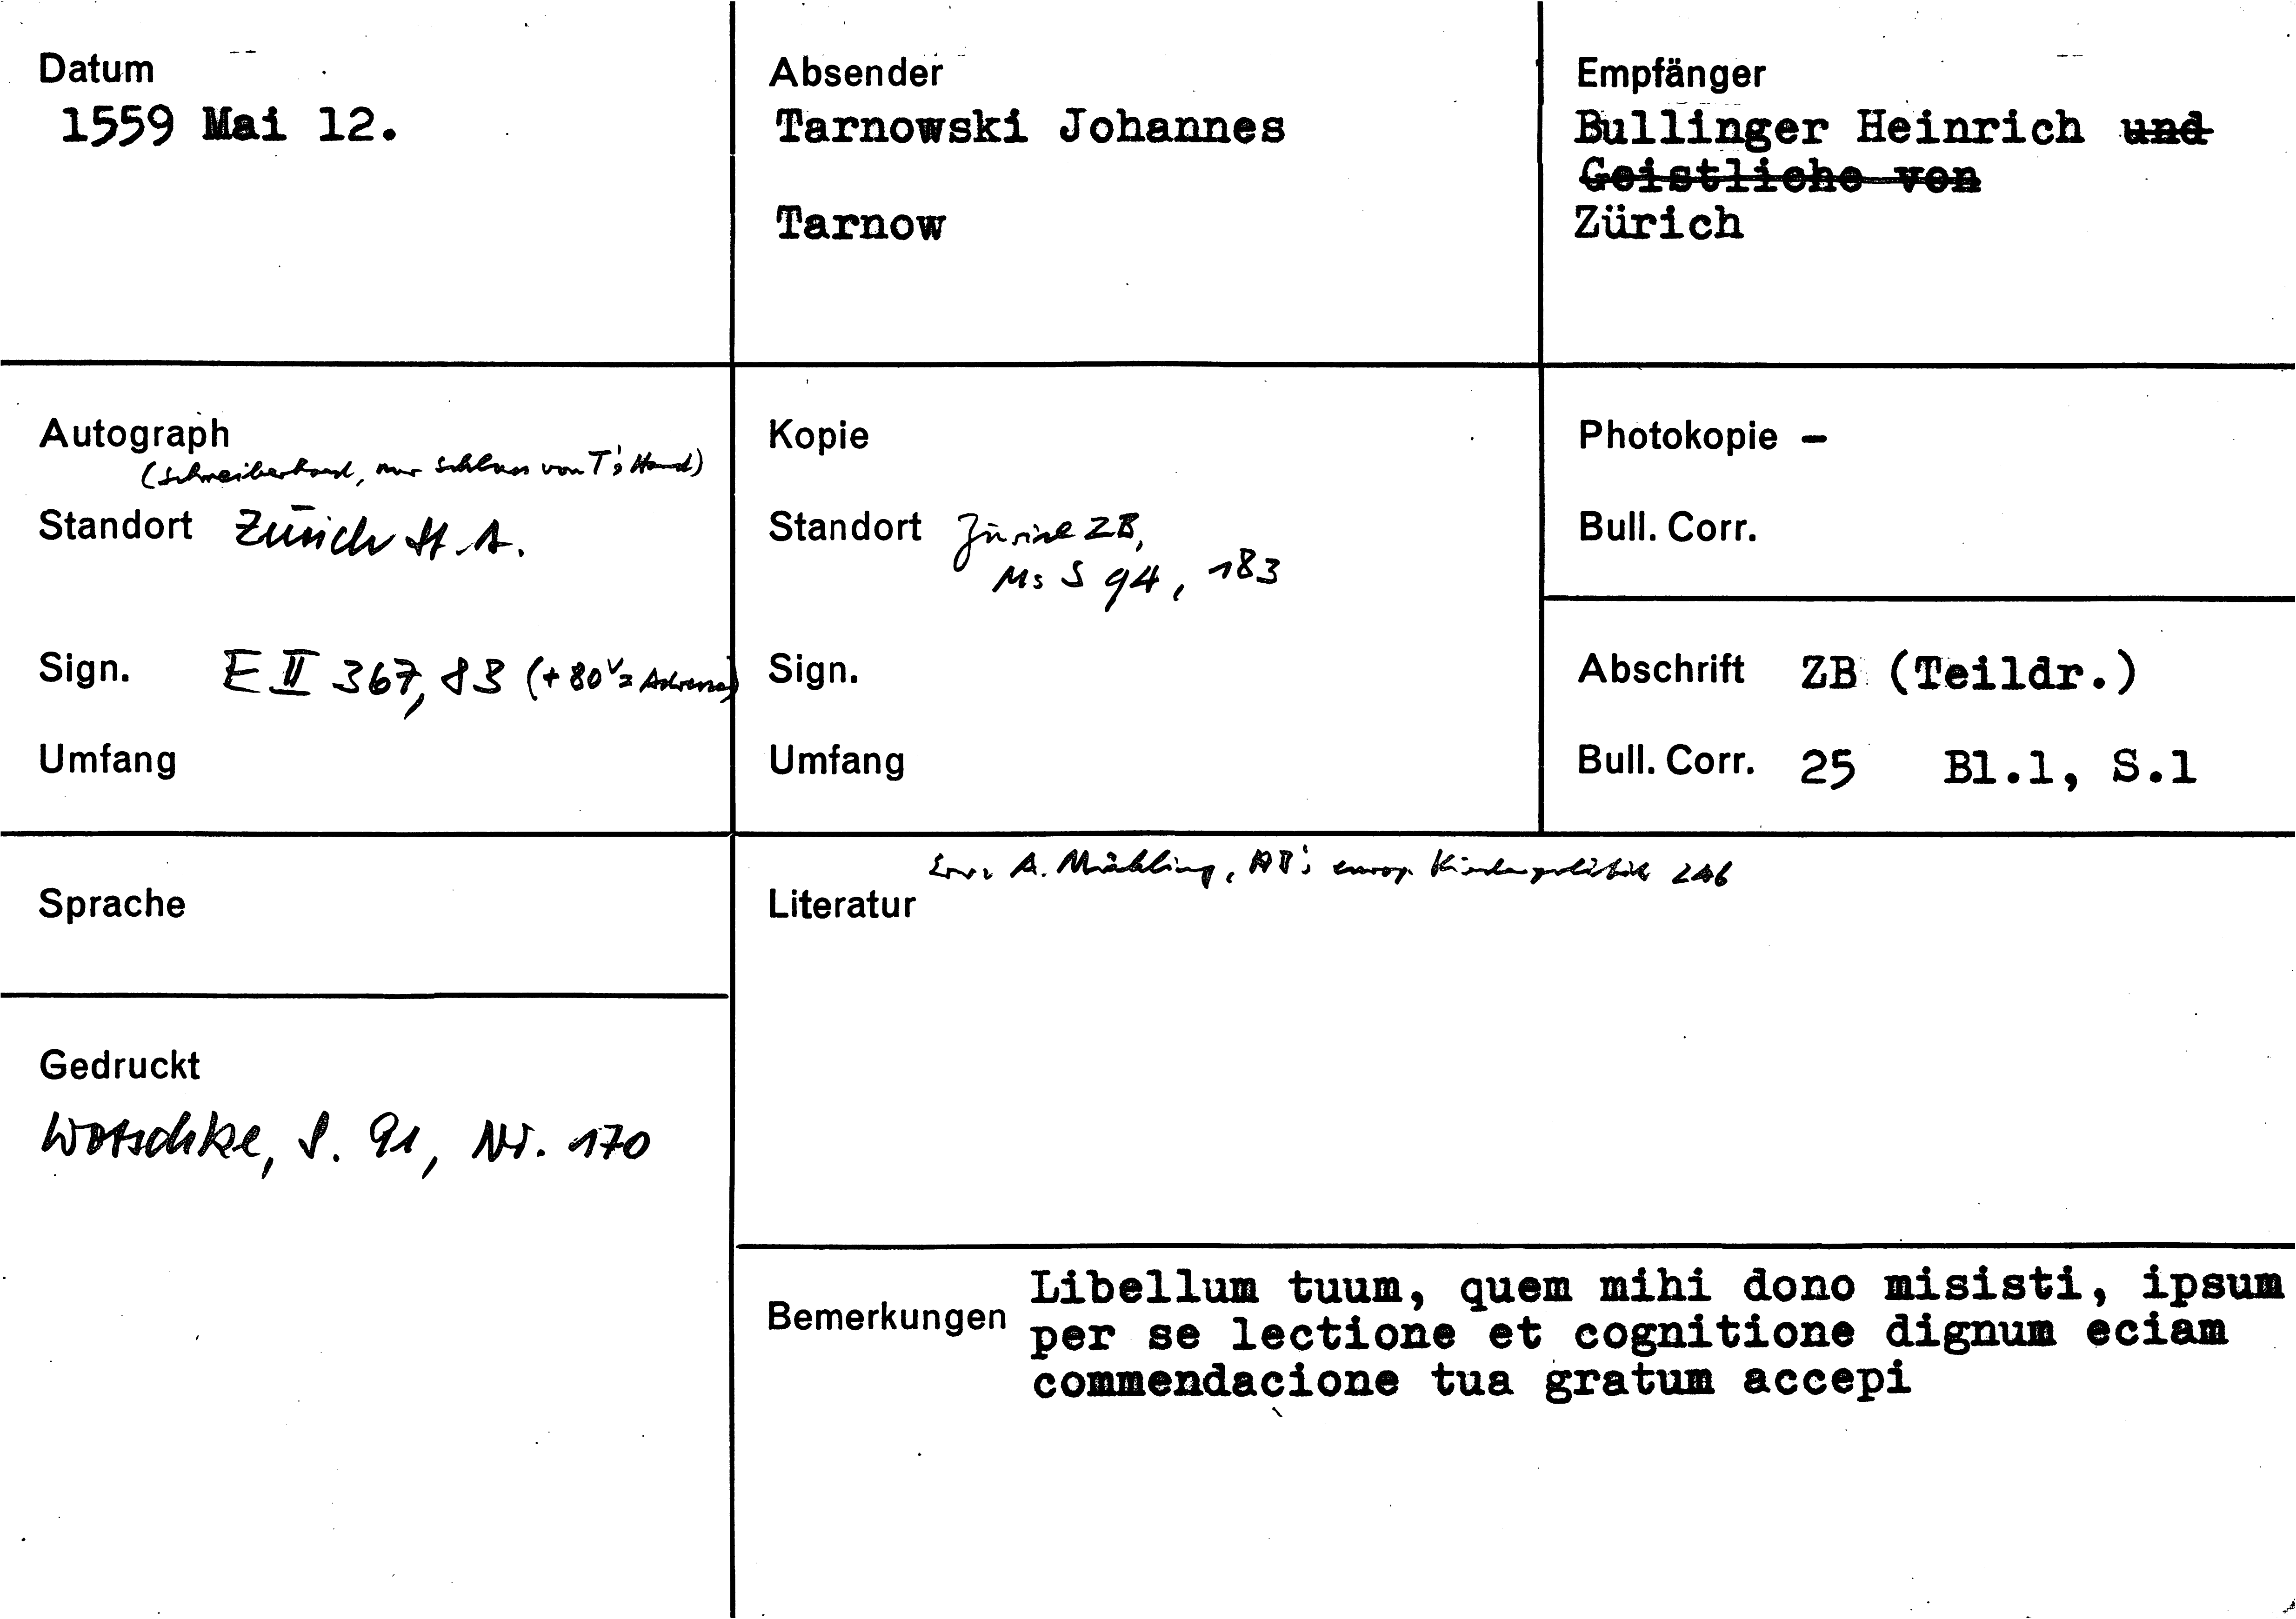 Datum
1559 Mai 12.
Absender
Tarnowski Johannes
Tarnow
Empfänger
Bullinger Heinrich und
Geistliche von
Zürich
Autograph
(Schreiberhand, nur Schluss von T's Hand)
Standort Zürich StA.
Sign. E II 367, 83 (+ 80v = Adresse)
Umfang
Kopie
Standort Zürich ZB,
Ms S 94, 183
Sign.
Umfang
Photokopie -
Bull. Corr.
Abschrift ZB (Teildr.)
Bull. Corr. 25 Bl.1, S.1
Sprache
Gedruckt
Wotschke, S. 91, Nr. 170
A. Mühling, HB's europ. Kirchenpolitik 246
Literatur
Bemerkungen
Libellum tuum, quem mihi dono misisti, ipsum
per se lectione et cognitione dignum eciam
commendacione tua gratum accepi